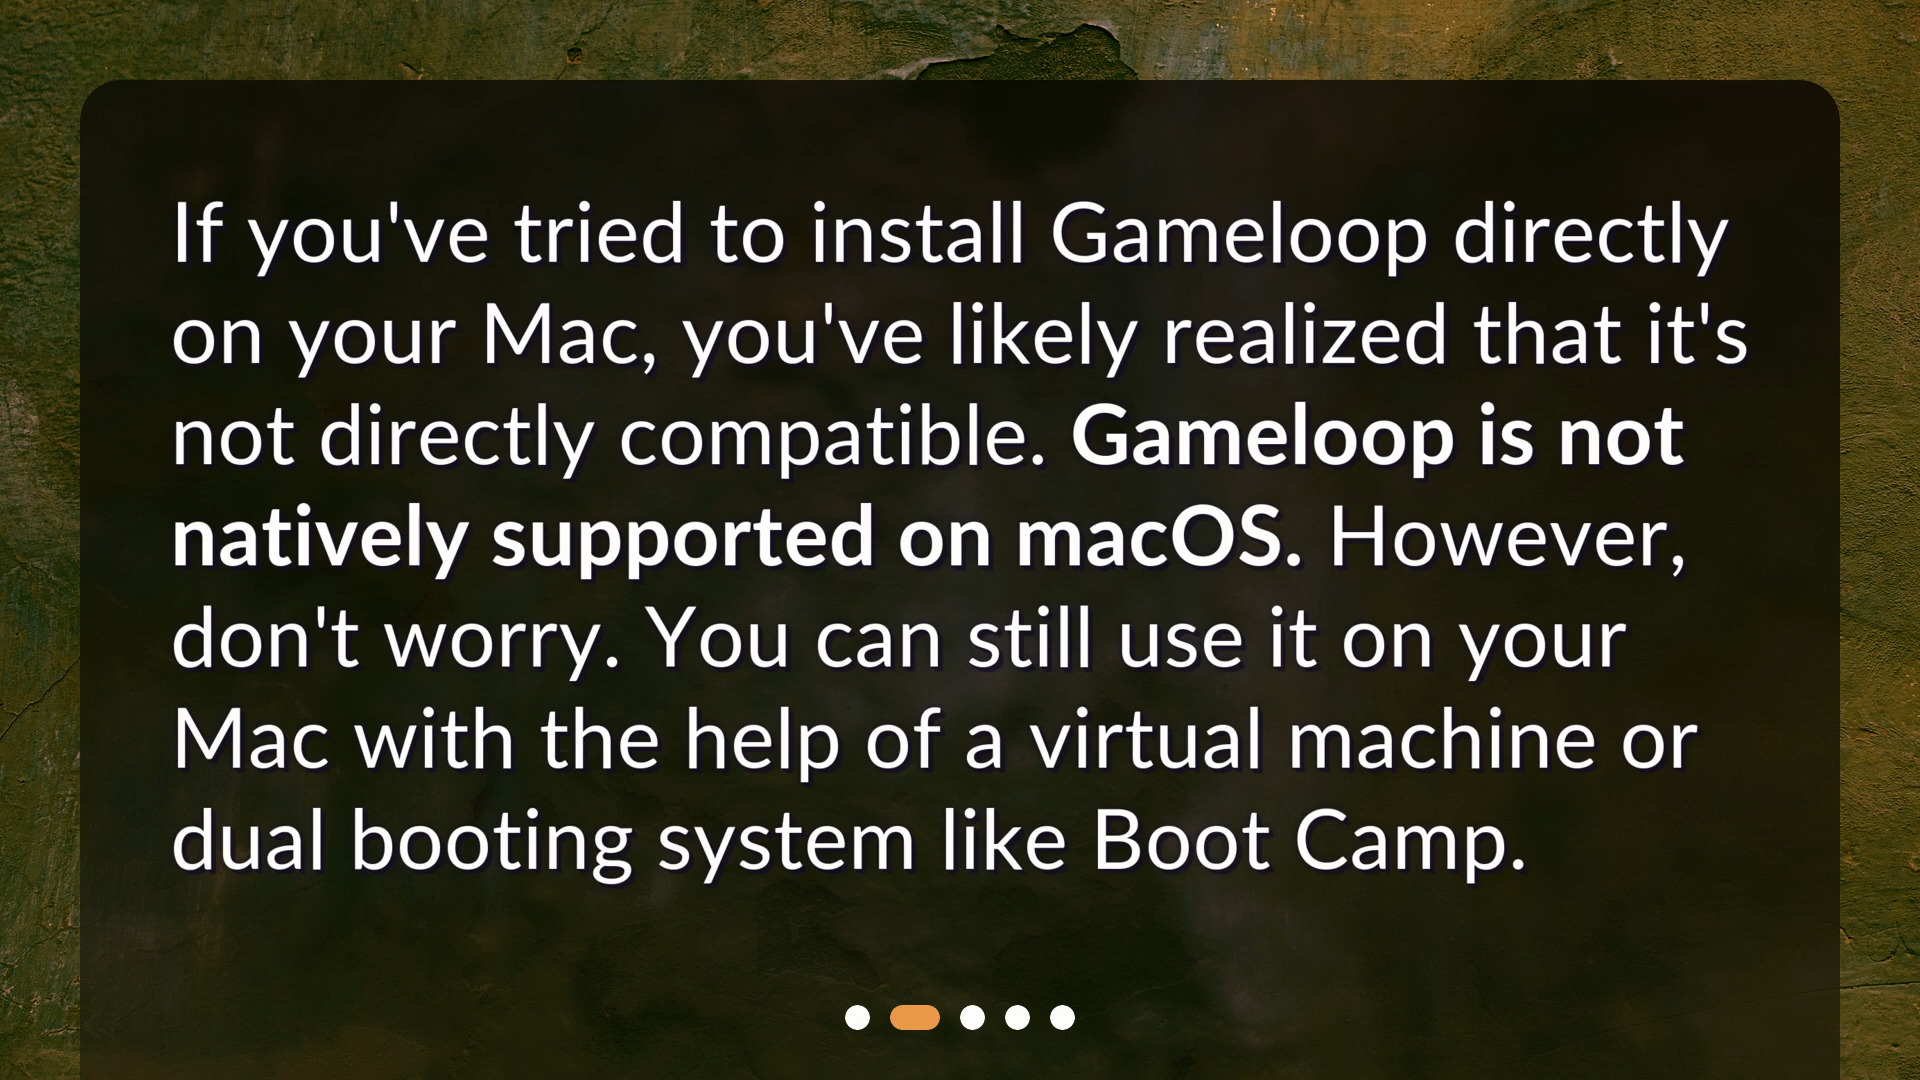 If you've tried to install Gameloop directly
on your Mac, you've likely realized that it's
not directly compatible. Gameloop is not
natively supported on macOS. However,
don't worry. You can still use it on your
Mac with the help of a virtual machine or
dual booting system like Boot Camp.